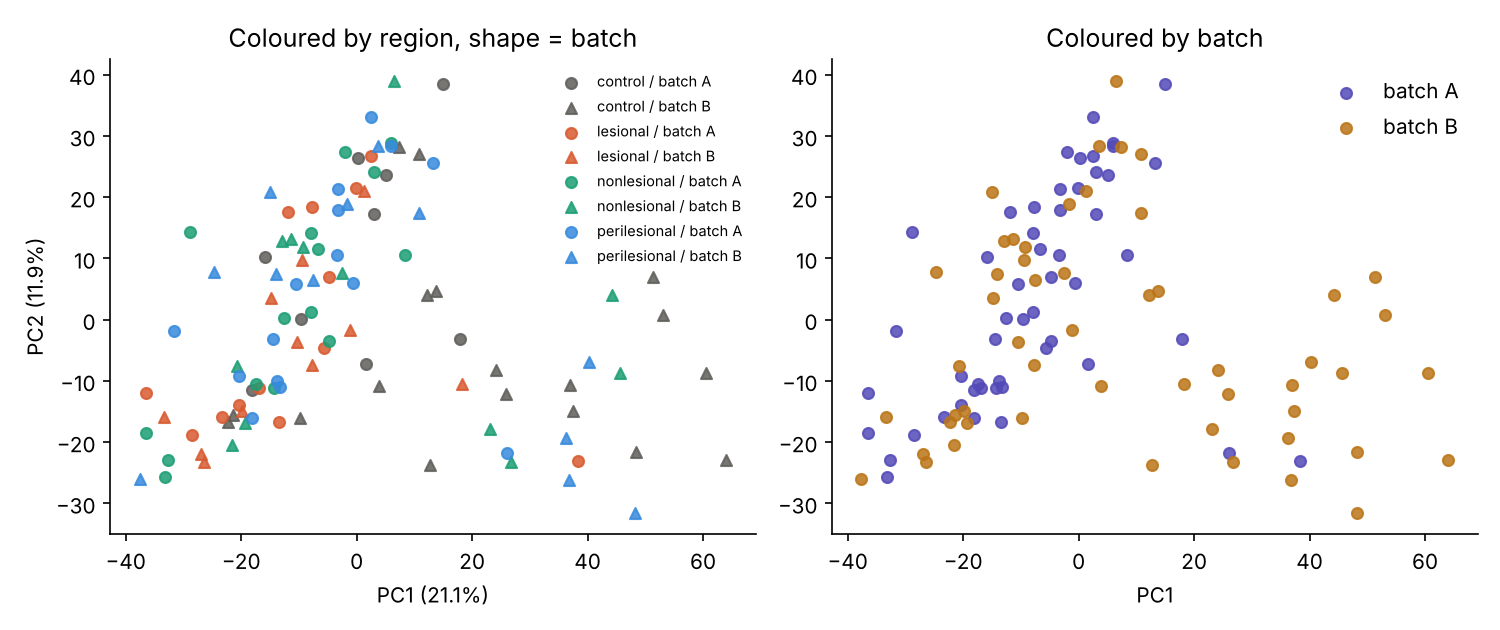 Coloured by region, shape = batch
control / batch A
control / batch B
lesional / batch A
lesional / batch B
nonlesional / batch A
nonlesional / batch B
perilesional / batch A
perilesional / batch B
40
30
20
10
0
−10
−20
−30
PC2 (11.9%)
−40
−20
0
20
40
60
PC1 (21.1%)
Coloured by batch
batch A
batch B
40
30
20
10
0
−10
−20
−30
−40
−20
0
20
40
60
PC1